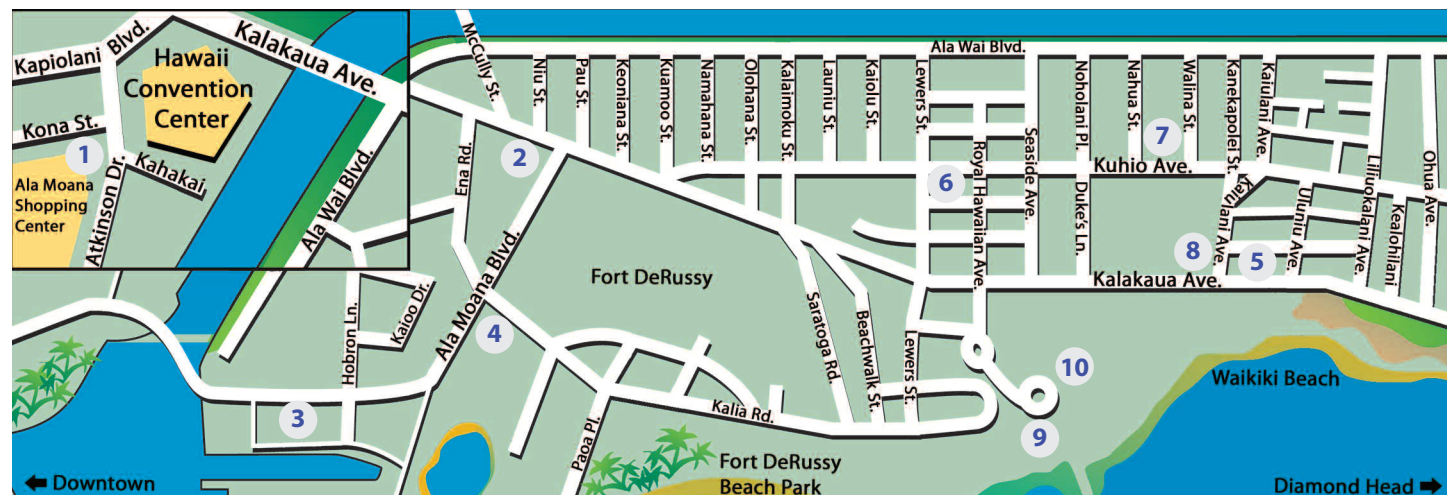 Kapiolani Blvd.
Kalakaua Ave.
Hawaii
Convention
Center
Kona St.
1
Kahakai
Ala Moana
Shopping
Center
Atkinson Dr.
Ala Wai Blvd.
McCully St.
Ala Wai Blvd.
Niu St.
Pau St.
Keoniana St.
Kuamoo St.
Namahana St.
Olohana St.
Kalaimoku St.
Launiu St.
Kaiolu St.
Lewers St.
Noholani Pl.
Nahua St.
Walina St.
Kanekapolei St.
Kaiulani Ave.
2
Ena Rd.
7
Kuhio Ave.
6
Royal Hawaiian Ave.
Seaside Ave.
Duke's Ln.
Kaiulani Ave.
Uluniu Ave.
Liliuokalani Ave.
Kealohilani
Ohua Ave.
8
5
Fort DeRussy
Kalakaua Ave.
Ala Moana Blvd.
Hobron Ln.
Kaioo Dr.
4
Saratoga Rd.
Beachwalk St.
Lewers St.
10
Waikiki Beach
3
Kalia Rd.
Paoa Pl.
9
Fort DeRussy
Beach Park
Downtown
Diamond Head